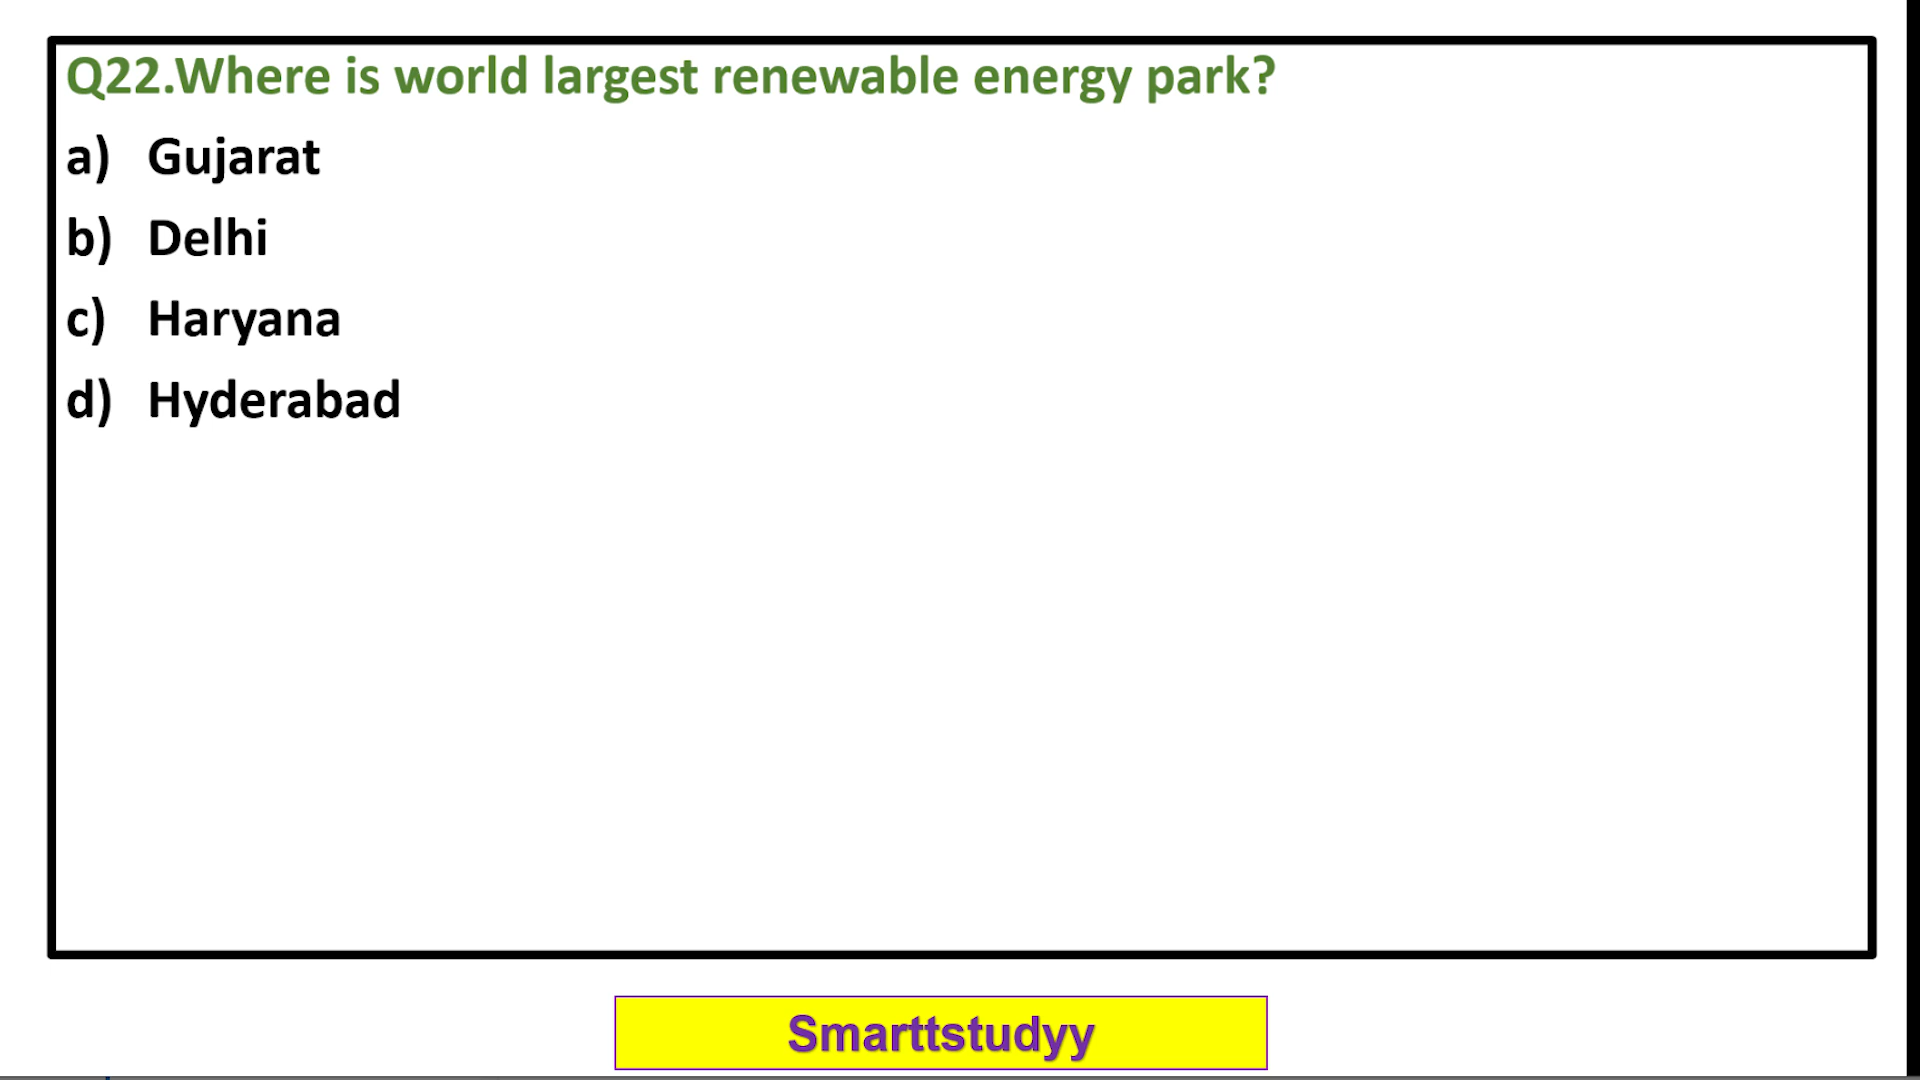 Q22.Where is world largest renewable energy park?
a) Gujarat
b) Delhi
c) Haryana
d) Hyderabad
Smarttstudyy